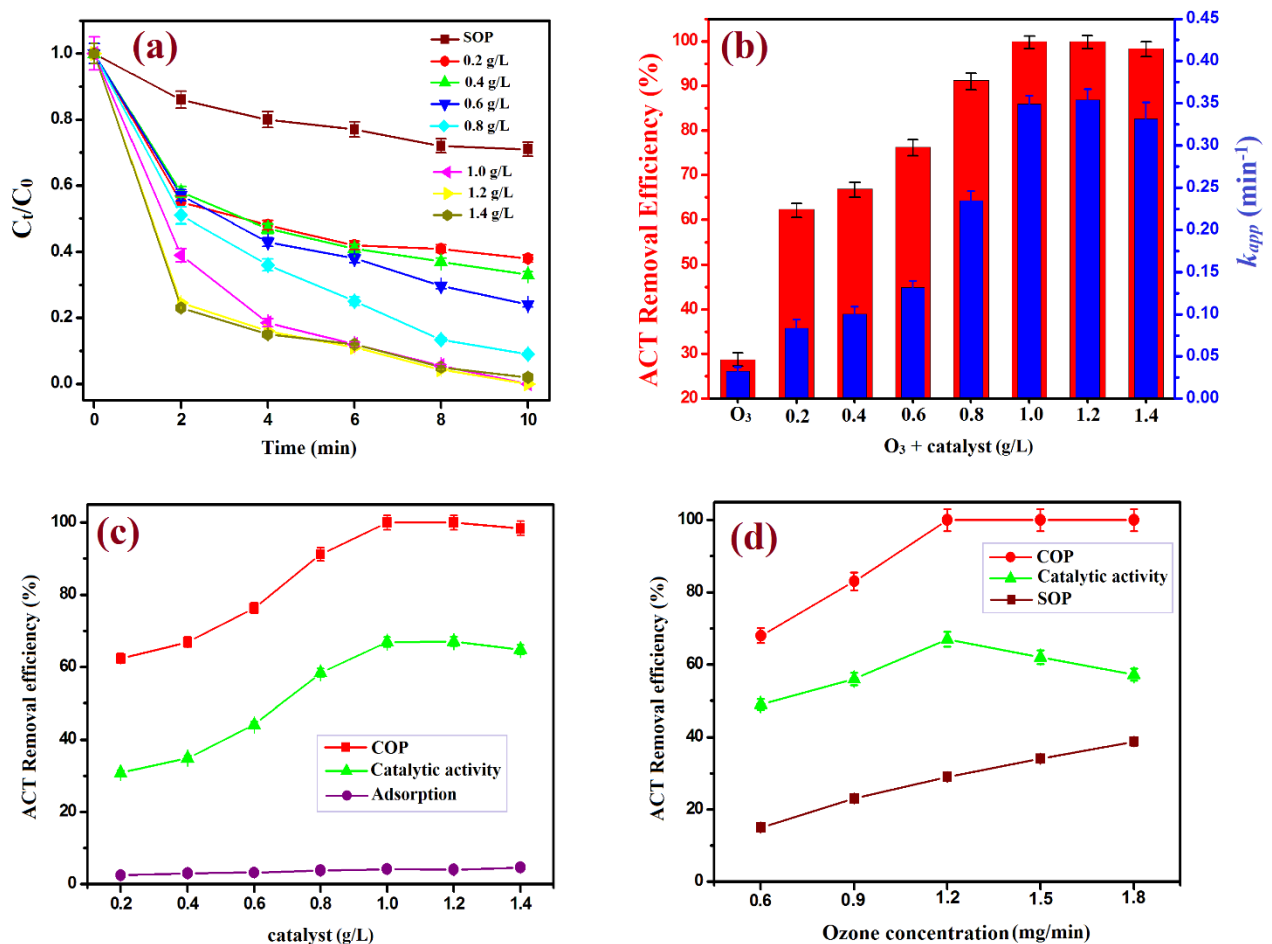 (a)
SOP
0.2 g/L
0.4 g/L
0.6 g/L
0.8 g/L
1.0 g/L
1.2 g/L
1.4 g/L
1.0
0.8
0.6
0.4
0.2
0.0
Ct/C0
0 2 4 6 8 10
Time (min)
(b)
100
90
80
70
60
50
40
30
20
ACT Removal Efficiency (%)
0.45
0.40
0.35
0.30
0.25
0.20
0.15
0.10
0.05
0.00
kapp (min-1)
O3 0.2 0.4 0.6 0.8 1.0 1.2 1.4
O3 + catalyst (g/L)
(c)
COP
Catalytic activity
Adsorption
100
80
60
40
20
0
ACT Removal efficiency (%)
0.2 0.4 0.6 0.8 1.0 1.2 1.4
catalyst (g/L)
(d)
COP
Catalytic activity
SOP
100
80
60
40
20
0
ACT Removal efficiency (%)
0.6 0.9 1.2 1.5 1.8
Ozone concentration (mg/min)